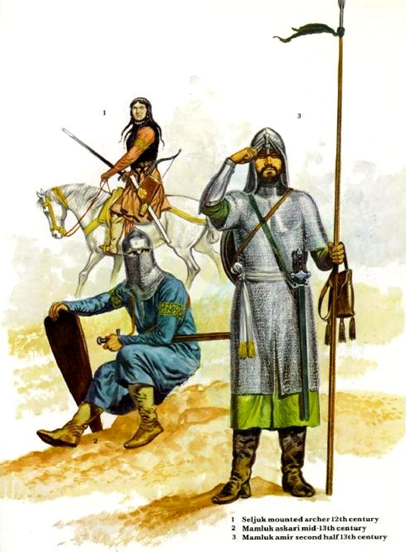 1
3
2
1 Seljuk mounted archer 12th century
2 Mamluk askari mid-13th century
3 Mamluk amir second half 13th century